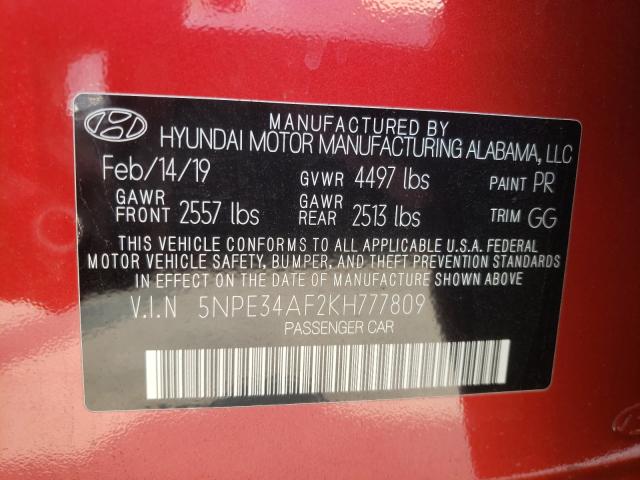 MANUFACTURED BY
HYUNDAI MOTOR MANUFACTURING ALABAMA, LLC
Feb/14/19 GVWR 4497 lbs PAINT PR
GAWR FRONT 2557 lbs GAWR REAR 2513 lbs TRIM GG
THIS VEHICLE CONFORMS TO ALL APPLICABLE U.S.A. FEDERAL
MOTOR VEHICLE SAFETY, BUMPER, AND THEFT PREVENTION STANDARDS
IN EFFECT ON THE DATE OF MANUFACTURE SHOWN ABOVE.
V.I.N 5NPE34AF2KH777809
PASSENGER CAR